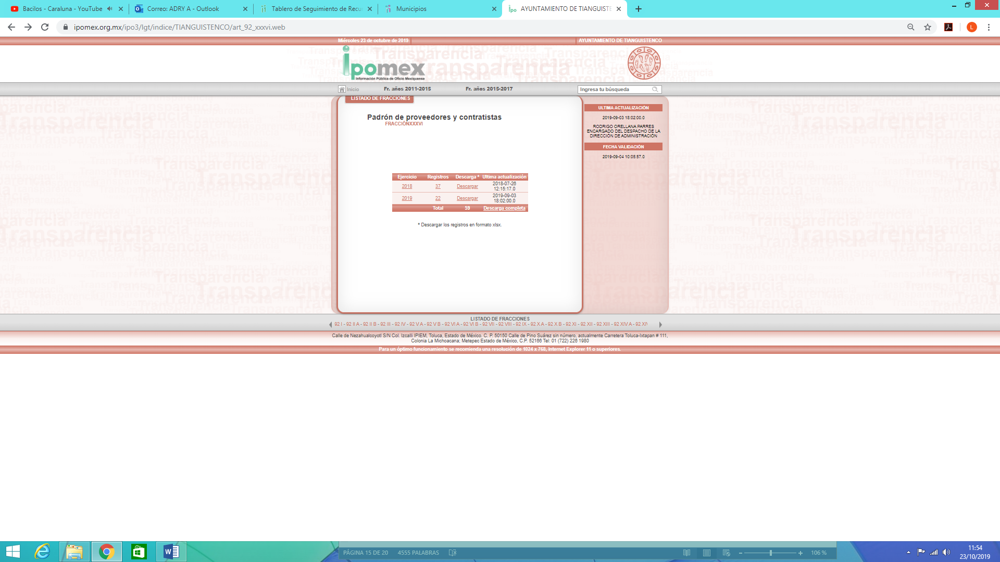 Bacilos - Caraluna - YouTube
Correo: ADRY A - Outlook
Tablero de Seguimiento de Recu
Municipios
AYUNTAMIENTO DE TIANGUISTE
ipomex.org.mx/ipo3/lgt/indice/TIANGUISTENCO/art_92_xxxvi.web
L
Miércoles 23 de octubre de 2019
AYUNTAMIENTO DE TIANGUISTENCO
ipomex
Información Pública de Oficio Mexiquense
Transparencia
Inicio
Fr. años 2011-2015
Fr. años 2015-2017
Ingresa tu búsqueda
LISTADO DE FRACCIONES
Padrón de proveedores y contratistas
FRACCIÓNXXXVI
Ejercicio Registros Descarga * Ultima actualización
2018 37 Descargar 2018-07-26 12:15:17.0
2019 22 Descargar 2019-09-03 18:02:00.0
Total 59 Descarga completa
* Descargar los registros en formato xlsx.
ULTIMA ACTUALIZACIÓN
2019-09-03 18:02:00.0
RODRIGO ORELLANA PARRES
ENCARGADO DEL DESPACHO DE LA
DIRECCIÓN DE ADMINISTRACIÓN
FECHA VALIDACIÓN
2019-09-04 10:05:57.0
LISTADO DE FRACCIONES
92 I - 92 II A - 92 II B - 92 III - 92 IV - 92 V A - 92 V B - 92 VI A - 92 VI B - 92 VII - 92 VIII - 92 IX - 92 X A - 92 X B - 92 XI - 92 XII - 92 XIII - 92 XIV A - 92 XIV
Calle de Nezahualcoyotl S/N Col. Izcalli IPIEM, Toluca, Estado de México. C. P. 50150 Calle de Pino Suárez sin número, actualmente Carretera Toluca-Ixtapan # 111,
Colonia La Michoacana; Metepec Estado de México, C.P. 52166 Tel: 01 (722) 226 1980
Para un óptimo funcionamiento se recomienda una resolución de 1024 x 768, Internet Explorer 11 o superiores.
PÁGINA 15 DE 20
4555 PALABRAS
106 %
11:54
23/10/2019